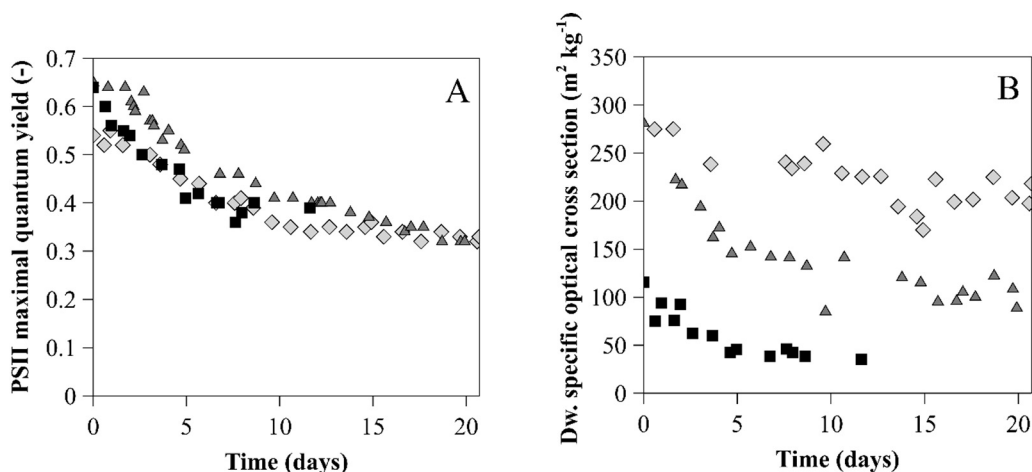 A
PSII maximal quantum yield (-)
0.7
0.6
0.5
0.4
0.3
0.2
0.1
0
0 5 10 15 20
Time (days)
B
Dw. specific optical cross section (m² kg⁻¹)
350
300
250
200
150
100
50
0
0 5 10 15 20
Time (days)